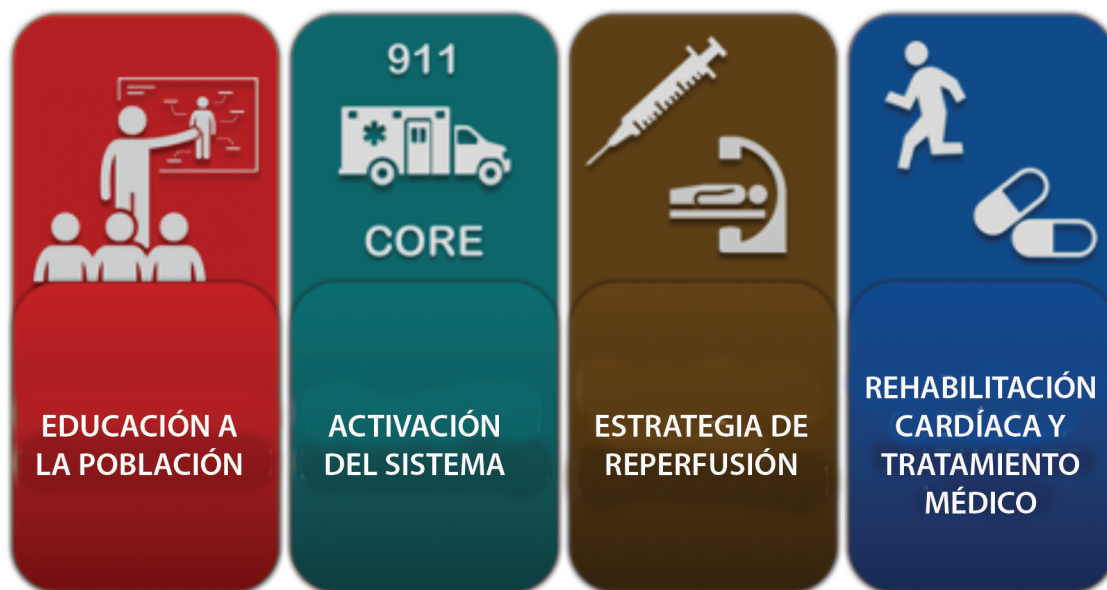 EDUCACIÓN A
LA POBLACIÓN
911
CORE
ACTIVACIÓN
DEL SISTEMA
ESTRATEGIA DE
REPERFUSIÓN
REHABILITACIÓN
CARDÍACA Y
TRATAMIENTO
MÉDICO